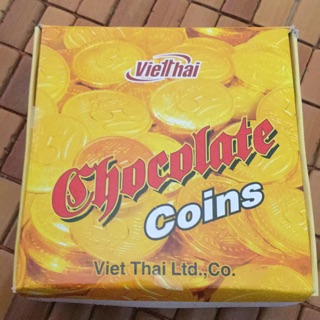 VietThai
Chocolate
Coins
Viet Thai Ltd.,Co.